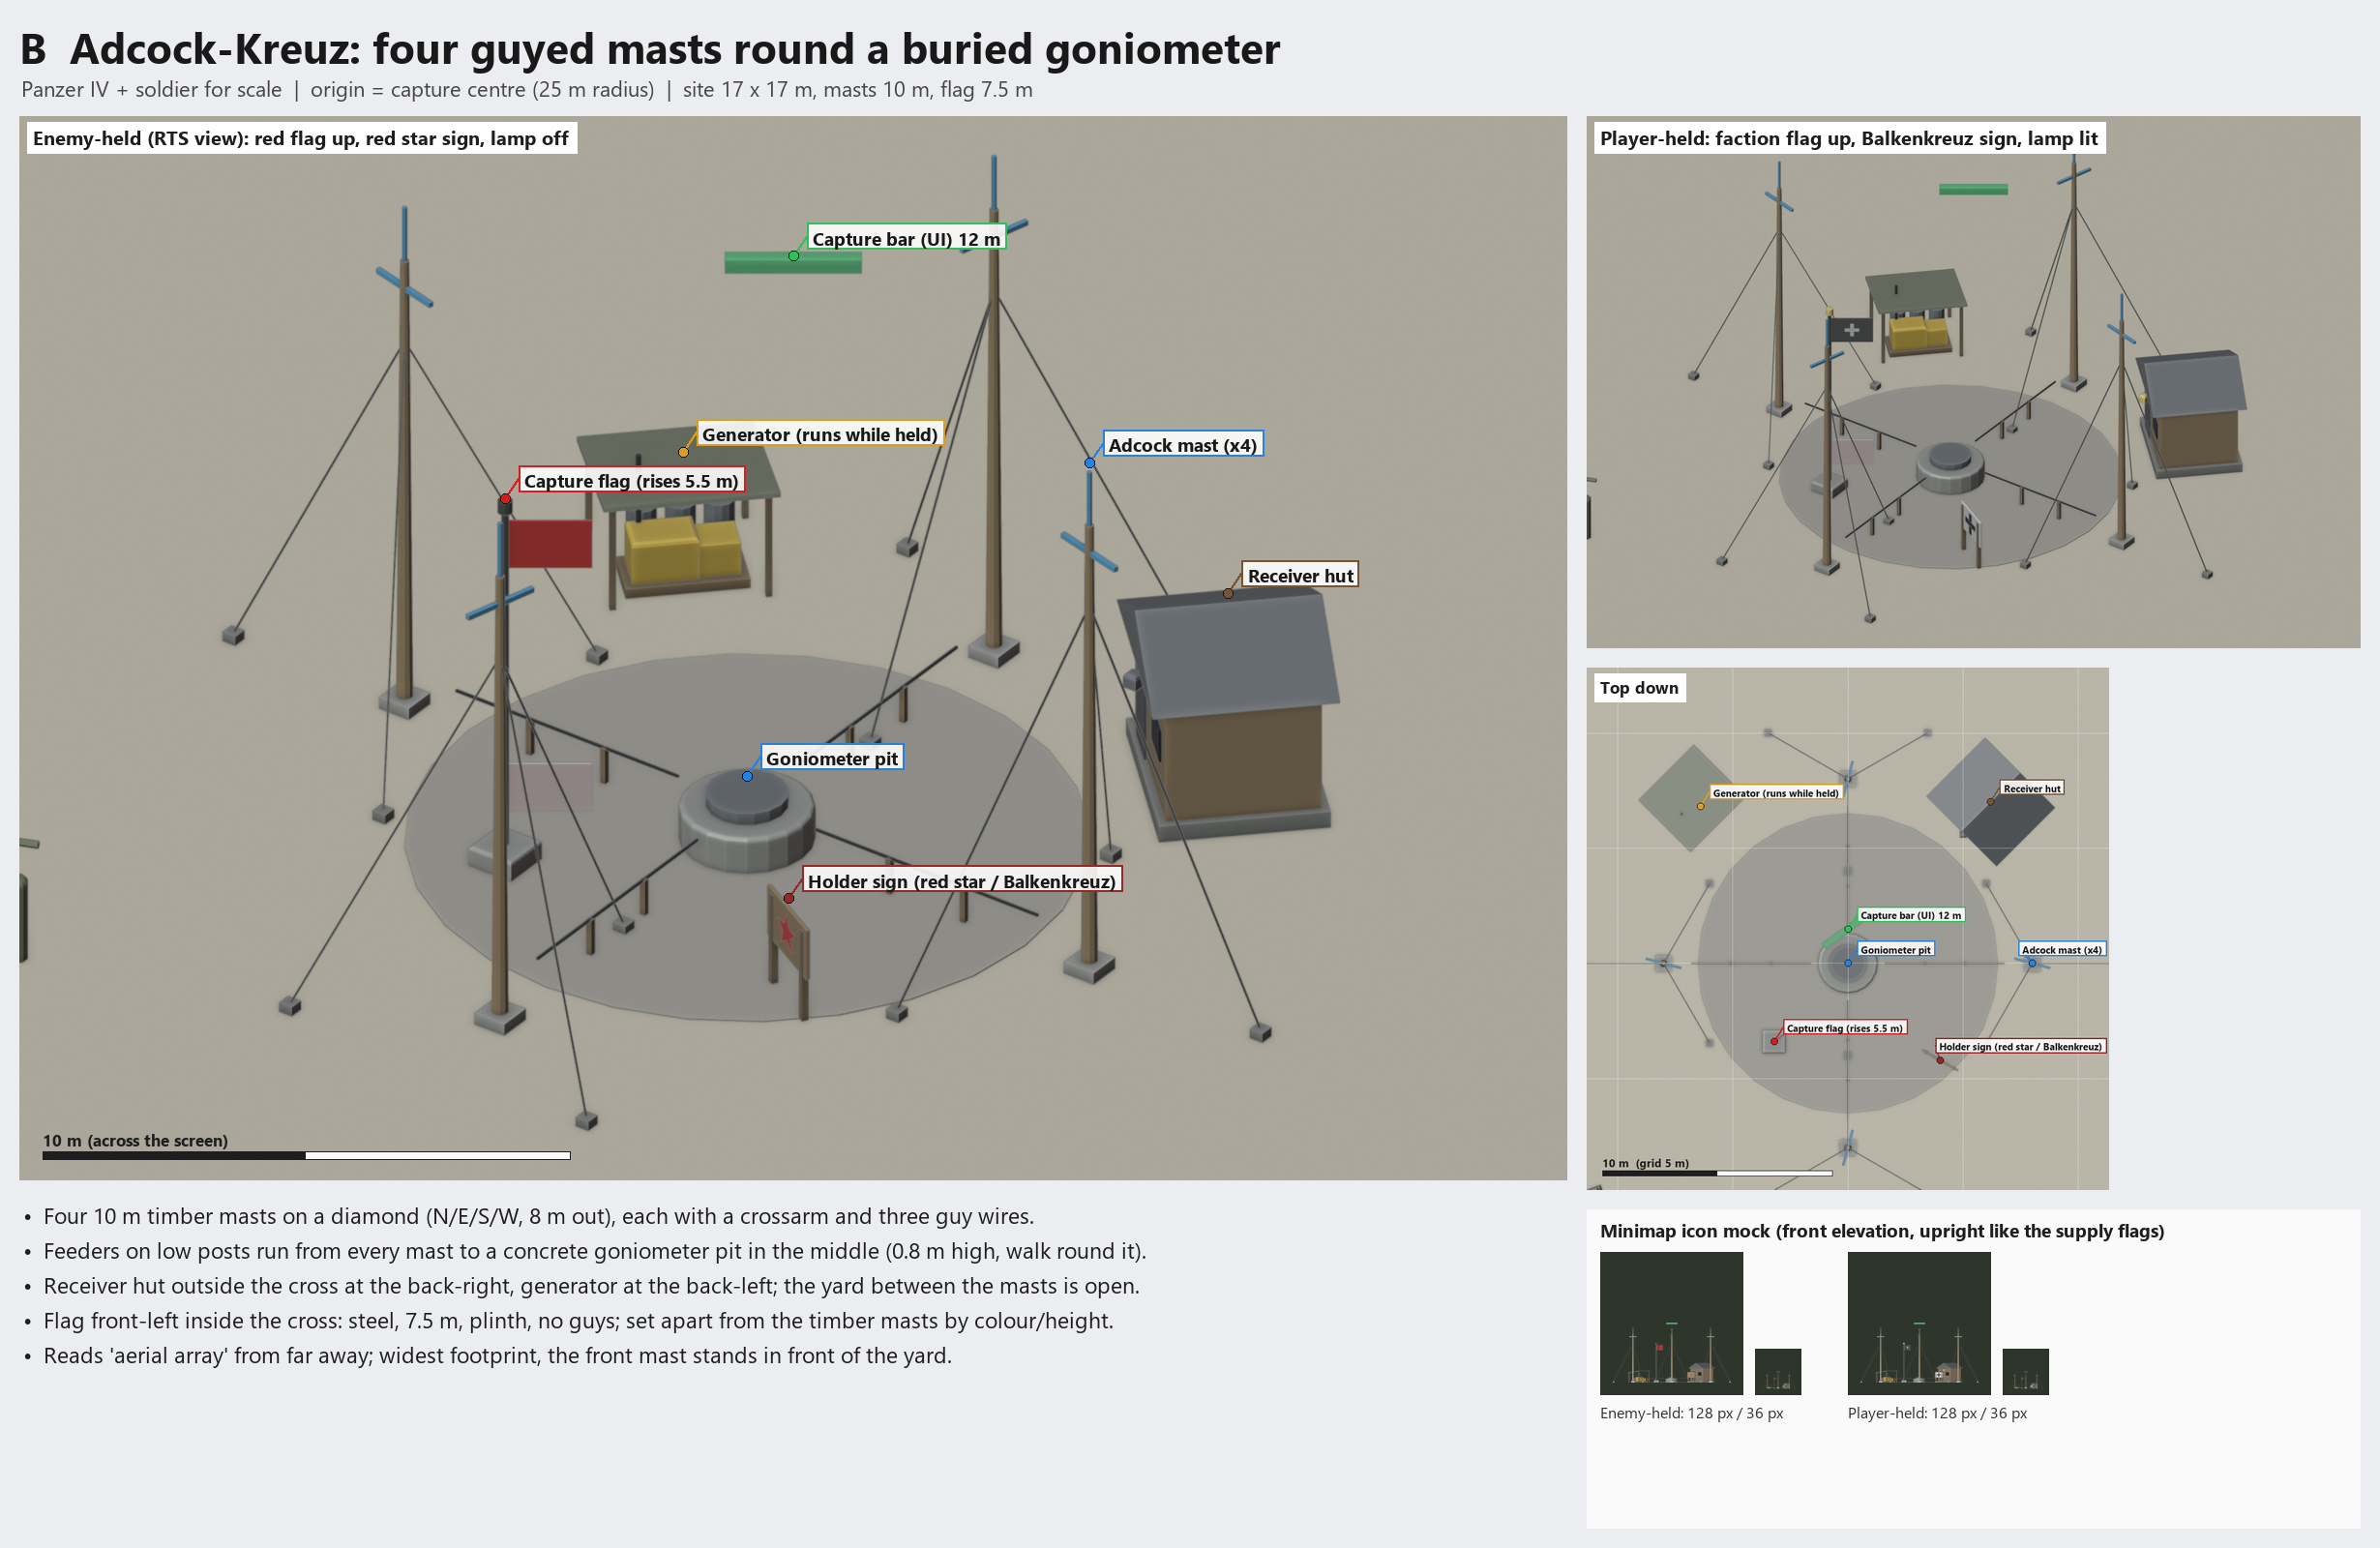 B Adcock-Kreuz: four guyed masts round a buried goniometer
Panzer IV + soldier for scale | origin = capture centre (25 m radius) | site 17 x 17 m, masts 10 m, flag 7.5 m
Enemy-held (RTS view): red flag up, red star sign, lamp off
Capture bar (UI) 12 m
Generator (runs while held)
Adcock mast (x4)
Capture flag (rises 5.5 m)
Receiver hut
Goniometer pit
Holder sign (red star / Balkenkreuz)
10 m (across the screen)
Player-held: faction flag up, Balkenkreuz sign, lamp lit
Top down
Generator (runs while held)
Receiver hut
Capture bar (UI) 12 m
Goniometer pit
Adcock mast (x4)
Capture flag (rises 5.5 m)
Holder sign (red star / Balkenkreuz)
10 m (grid 5 m)
• Four 10 m timber masts on a diamond (N/E/S/W, 8 m out), each with a crossarm and three guy wires.
• Feeders on low posts run from every mast to a concrete goniometer pit in the middle (0.8 m high, walk round it).
• Receiver hut outside the cross at the back-right, generator at the back-left; the yard between the masts is open.
• Flag front-left inside the cross: steel, 7.5 m, plinth, no guys; set apart from the timber masts by colour/height.
• Reads 'aerial array' from far away; widest footprint, the front mast stands in front of the yard.
Minimap icon mock (front elevation, upright like the supply flags)
Enemy-held: 128 px / 36 px
Player-held: 128 px / 36 px